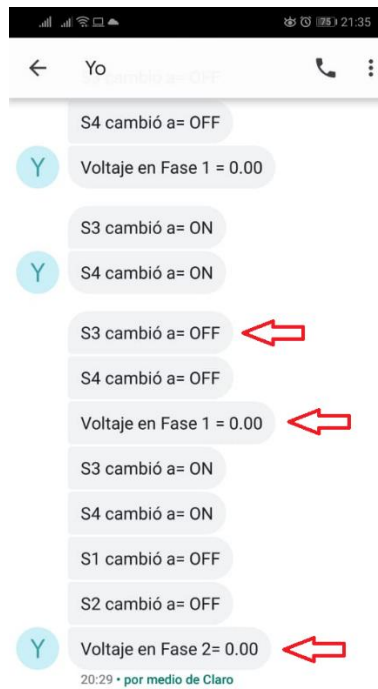 75 21:35
Yo
S4 cambió a= OFF
Y
Voltaje en Fase 1 = 0.00
S3 cambió a= ON
Y
S4 cambió a= ON
S3 cambió a= OFF
S4 cambió a= OFF
Voltaje en Fase 1 = 0.00
S3 cambió a= ON
S4 cambió a= ON
S1 cambió a= OFF
S2 cambió a= OFF
Y
Voltaje en Fase 2= 0.00
20:29 • por medio de Claro